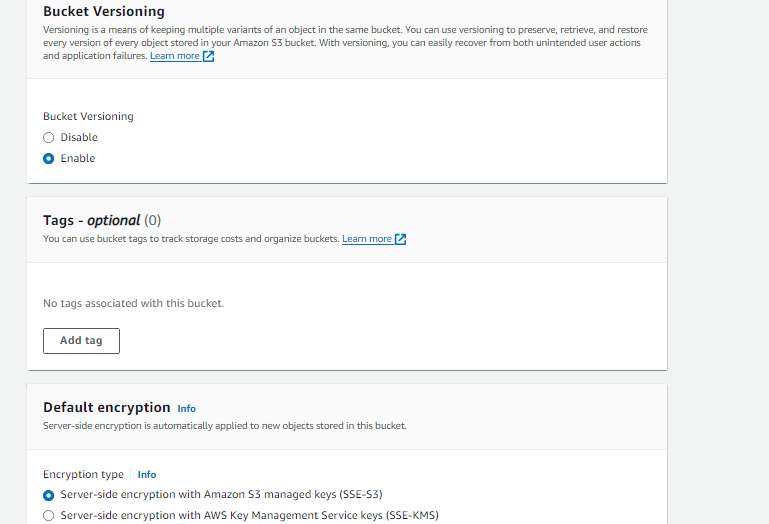 Bucket Versioning
Versioning is a means of keeping multiple variants of an object in the same bucket. You can use versioning to preserve, retrieve, and restore
every version of every object stored in your Amazon S3 bucket. With versioning, you can easily recover from both unintended user actions
and application failures. Learn more
Bucket Versioning
Disable
Enable
Tags - optional (0)
You can use bucket tags to track storage costs and organize buckets. Learn more
No tags associated with this bucket.
Add tag
Default encryption Info
Server-side encryption is automatically applied to new objects stored in this bucket.
Encryption type Info
Server-side encryption with Amazon S3 managed keys (SSE-S3)
Server-side encryption with AWS Key Management Service keys (SSE-KMS)